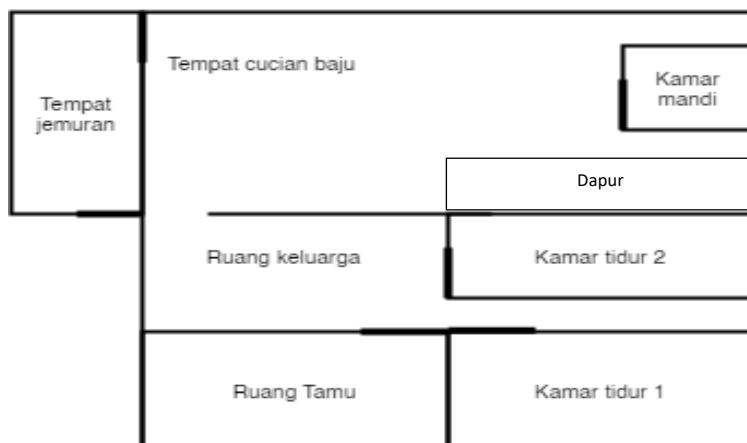 Tempat cucian baju
Kamar
mandi
Tempat
jemuran
Dapur
Ruang keluarga
Kamar tidur 2
Ruang Tamu
Kamar tidur 1